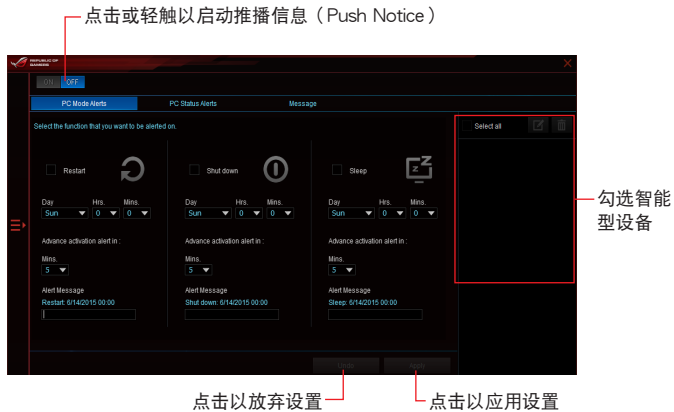 点击或轻触以启动推播信息（Push Notice）
REPUBLIC OF
GAMERS
ON OFF
PC Mode Alerts PC Status Alerts Message
Select the function that you want to be alerted on.
Select all
Restart Shut down Sleep
Day Hrs. Mins. Day Hrs. Mins. Day Hrs. Mins.
Sun 0 0 Sun 0 0 Sun 0 0
勾选智能
型设备
Advance activation alert in : Advance activation alert in : Advance activation alert in :
Mins. Mins. Mins.
5 5 5
Alert Message Alert Message Alert Message
Restart: 6/14/2015 00:00 Shut down: 6/14/2015 00:00 Sleep: 6/14/2015 00:00
Undo Apply
点击以放弃设置 点击以应用设置